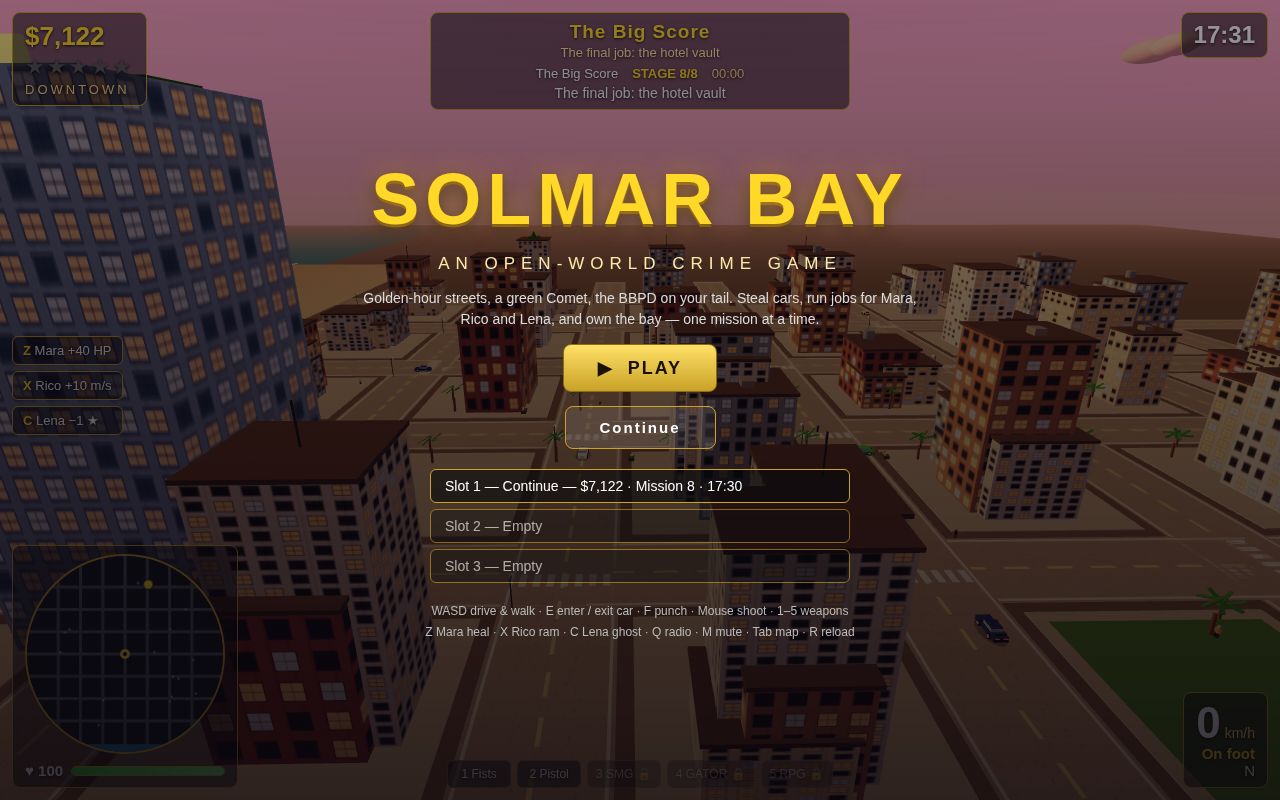 $7,122
★★★★★
DOWNTOWN
The Big Score
The final job: the hotel vault
The Big Score STAGE 8/8 00:00
The final job: the hotel vault
17:31
SOLMAR BAY
AN OPEN-WORLD CRIME GAME
Golden-hour streets, a green Comet, the BBPD on your tail. Steal cars, run jobs for Mara,
Rico and Lena, and own the bay — one mission at a time.
▶ PLAY
Continue
Z Mara +40 HP
X Rico +10 m/s
C Lena −1 ★
Slot 1 — Continue — $7,122 · Mission 8 · 17:30
Slot 2 — Empty
Slot 3 — Empty
WASD drive & walk · E enter / exit car · F punch · Mouse shoot · 1–5 weapons
Z Mara heal · X Rico ram · C Lena ghost · Q radio · M mute · Tab map · R reload
♥ 100
1 Fists 2 Pistol 3 SMG 🔒 4 GATOR 🔒 5 RPG 🔒
0 km/h
On foot
N